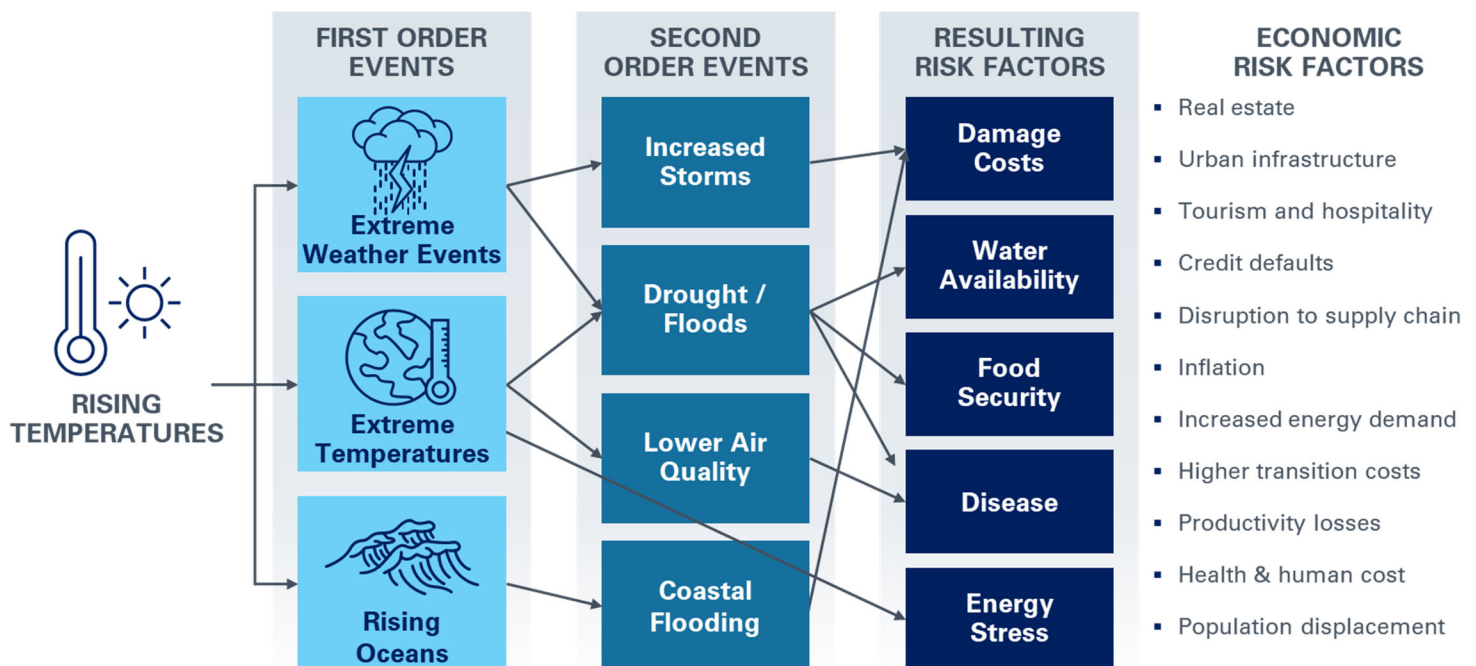 FIRST ORDER
EVENTS
SECOND
ORDER EVENTS
RESULTING
RISK FACTORS
ECONOMIC
RISK FACTORS
RISING
TEMPERATURES
Extreme
Weather Events
Extreme
Temperatures
Rising
Oceans
Increased
Storms
Drought /
Floods
Lower Air
Quality
Coastal
Flooding
Damage
Costs
Water
Availability
Food
Security
Disease
Energy
Stress
▪ Real estate
▪ Urban infrastructure
▪ Tourism and hospitality
▪ Credit defaults
▪ Disruption to supply chain
▪ Inflation
▪ Increased energy demand
▪ Higher transition costs
▪ Productivity losses
▪ Health & human cost
▪ Population displacement